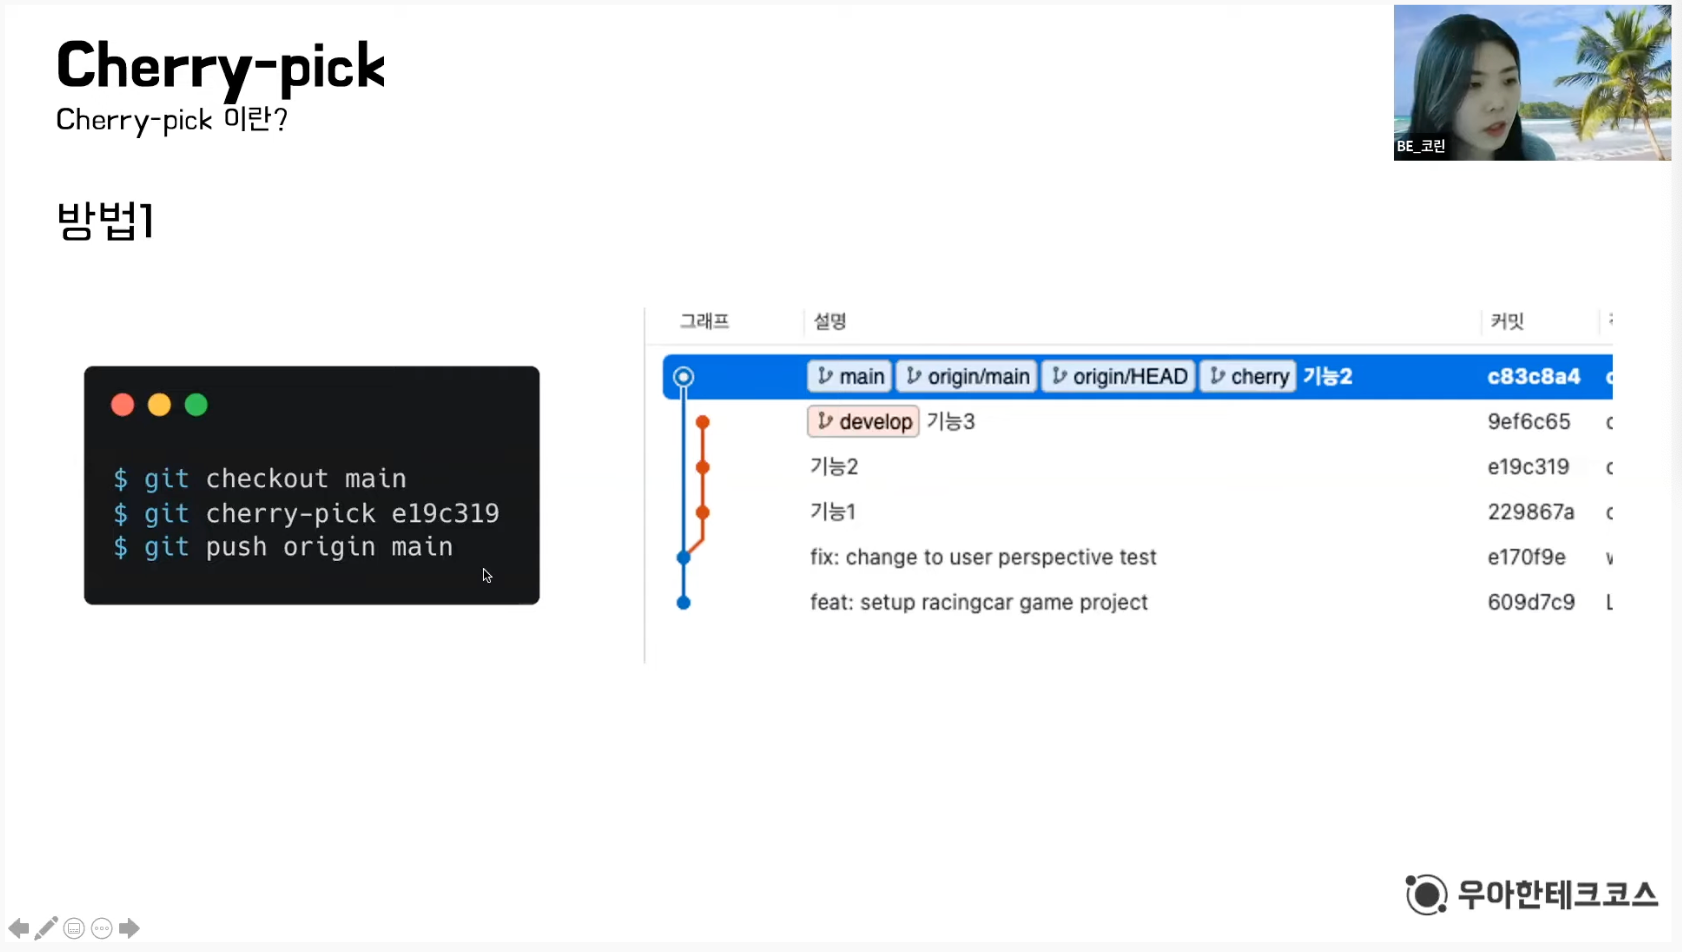 Cherry-pick
Cherry-pick 이란?
BE_코린
방법1
$ git checkout main
$ git cherry-pick e19c319
$ git push origin main
그래프 설명 커밋
main origin/main origin/HEAD cherry 기능2 c83c8a4
develop 기능3 9ef6c65
기능2 e19c319
기능1 229867a
fix: change to user perspective test e170f9e
feat: setup racingcar game project 609d7c9
우아한테크코스